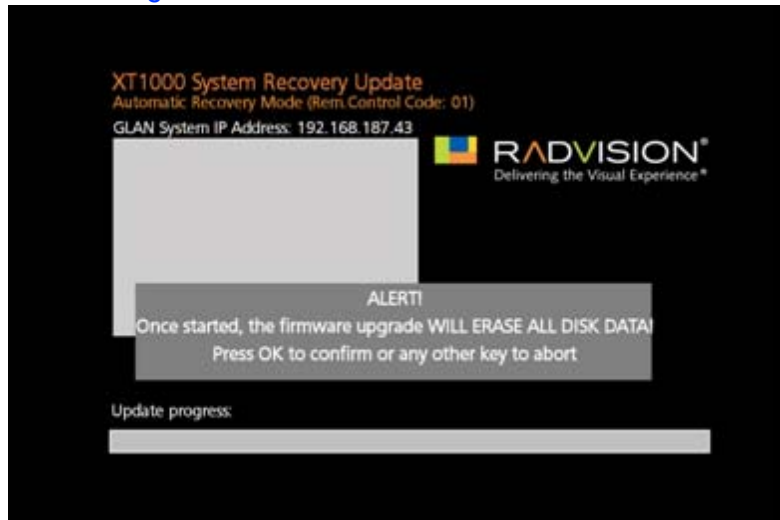 XT1000 System Recovery Update
Automatic Recovery Mode (Rem.Control Code: 01)
GLAN System IP Address: 192.168.187.43
RADVISION®
Delivering the Visual Experience®
ALERT!
Once started, the firmware upgrade WILL ERASE ALL DISK DATA!
Press OK to confirm or any other key to abort
Update progress: